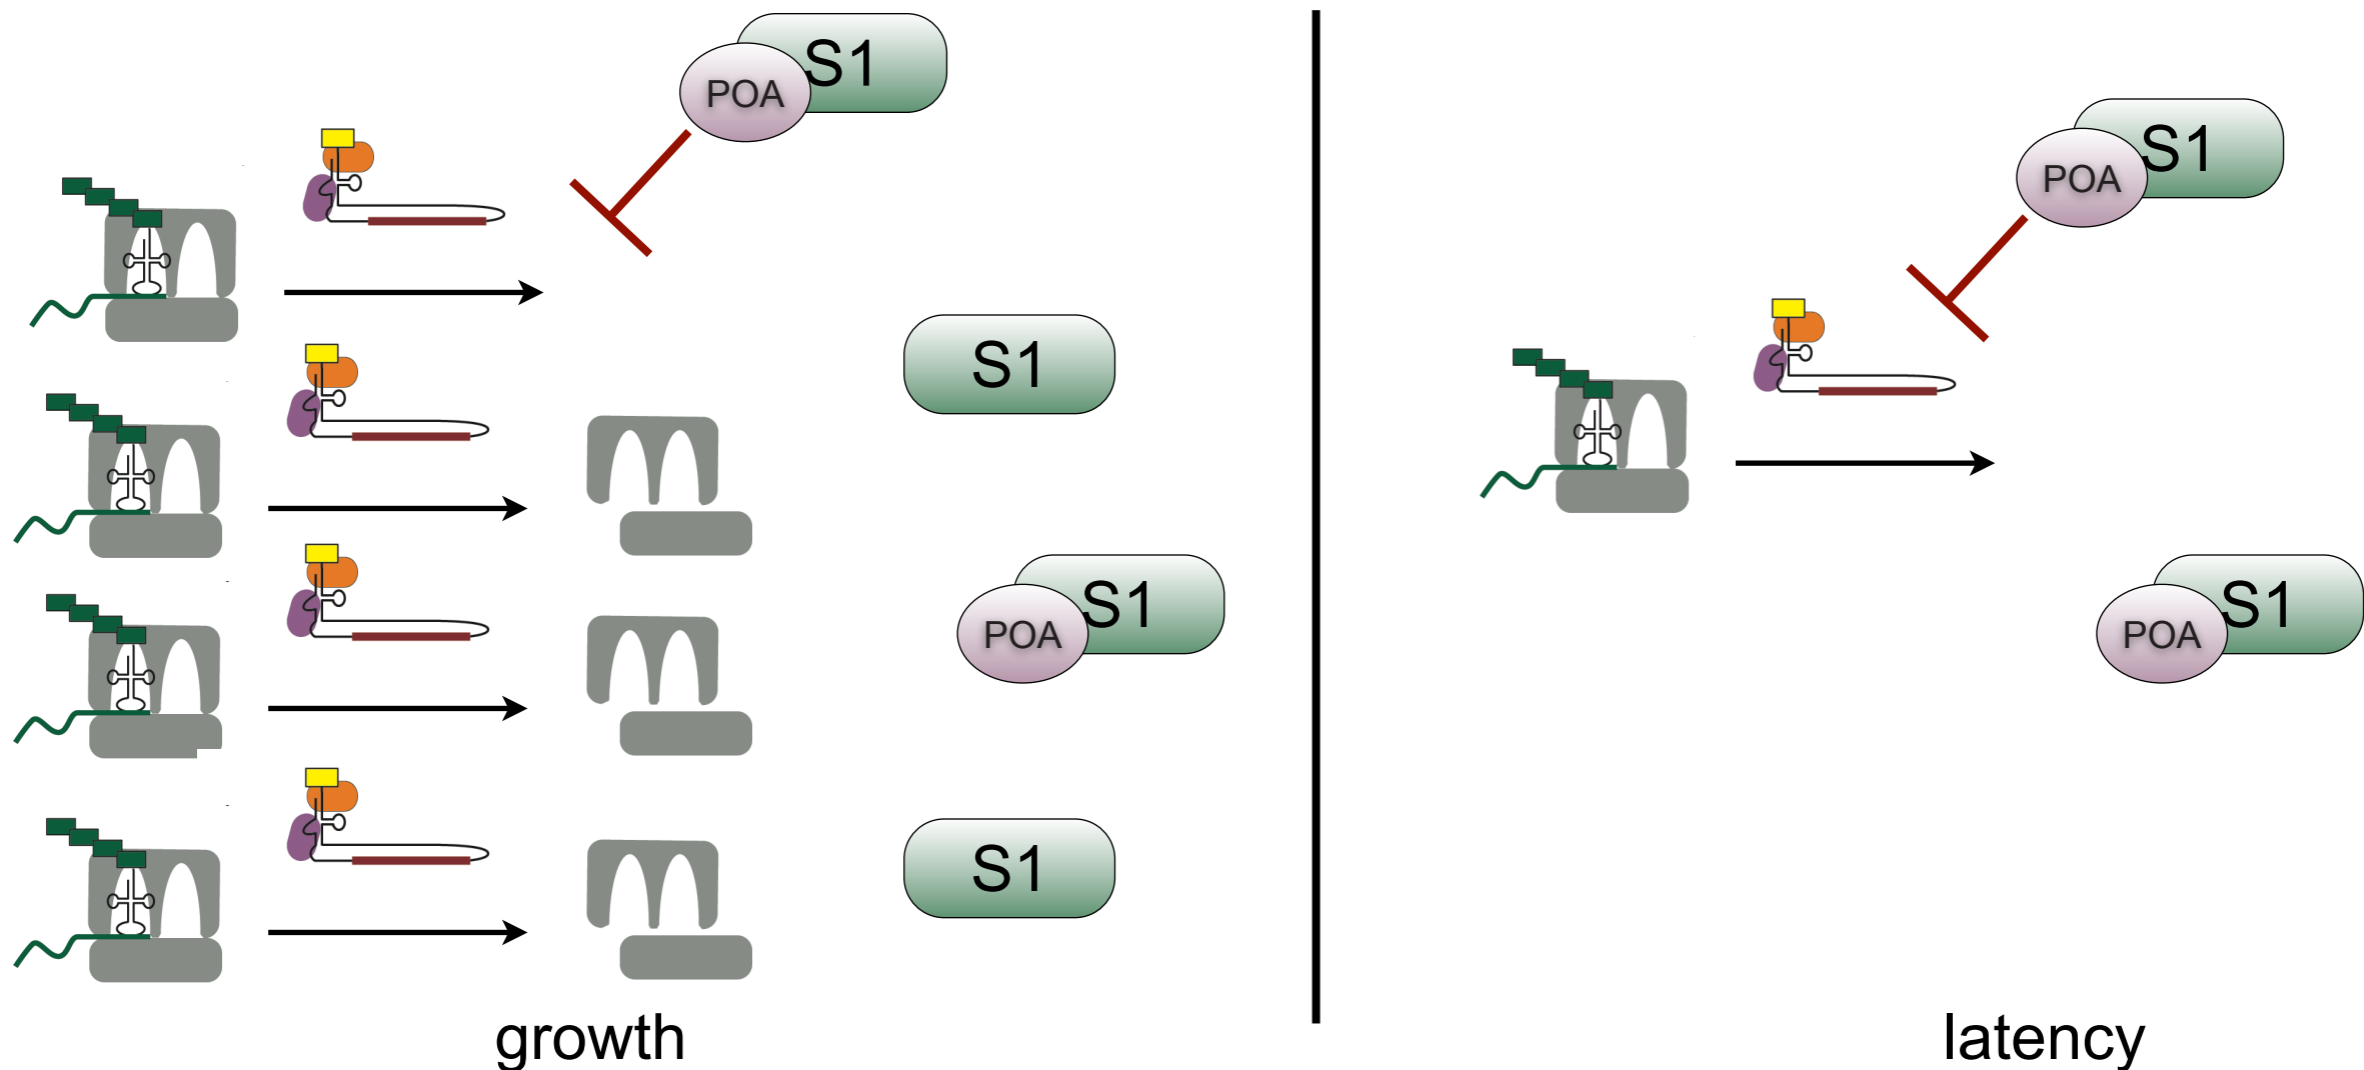 S1
POA
S1
POA
S1
S1
POA
S1
POA
S1
growth
latency